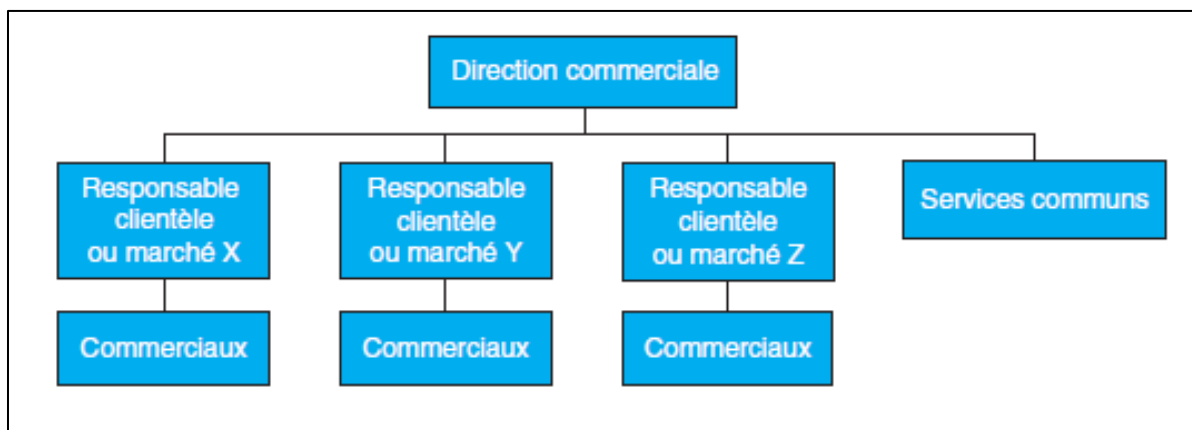 Direction commerciale
Responsable
clientèle
ou marché X
Responsable
clientèle
ou marché Y
Responsable
clientèle
ou marché Z
Services communs
Commerciaux
Commerciaux
Commerciaux